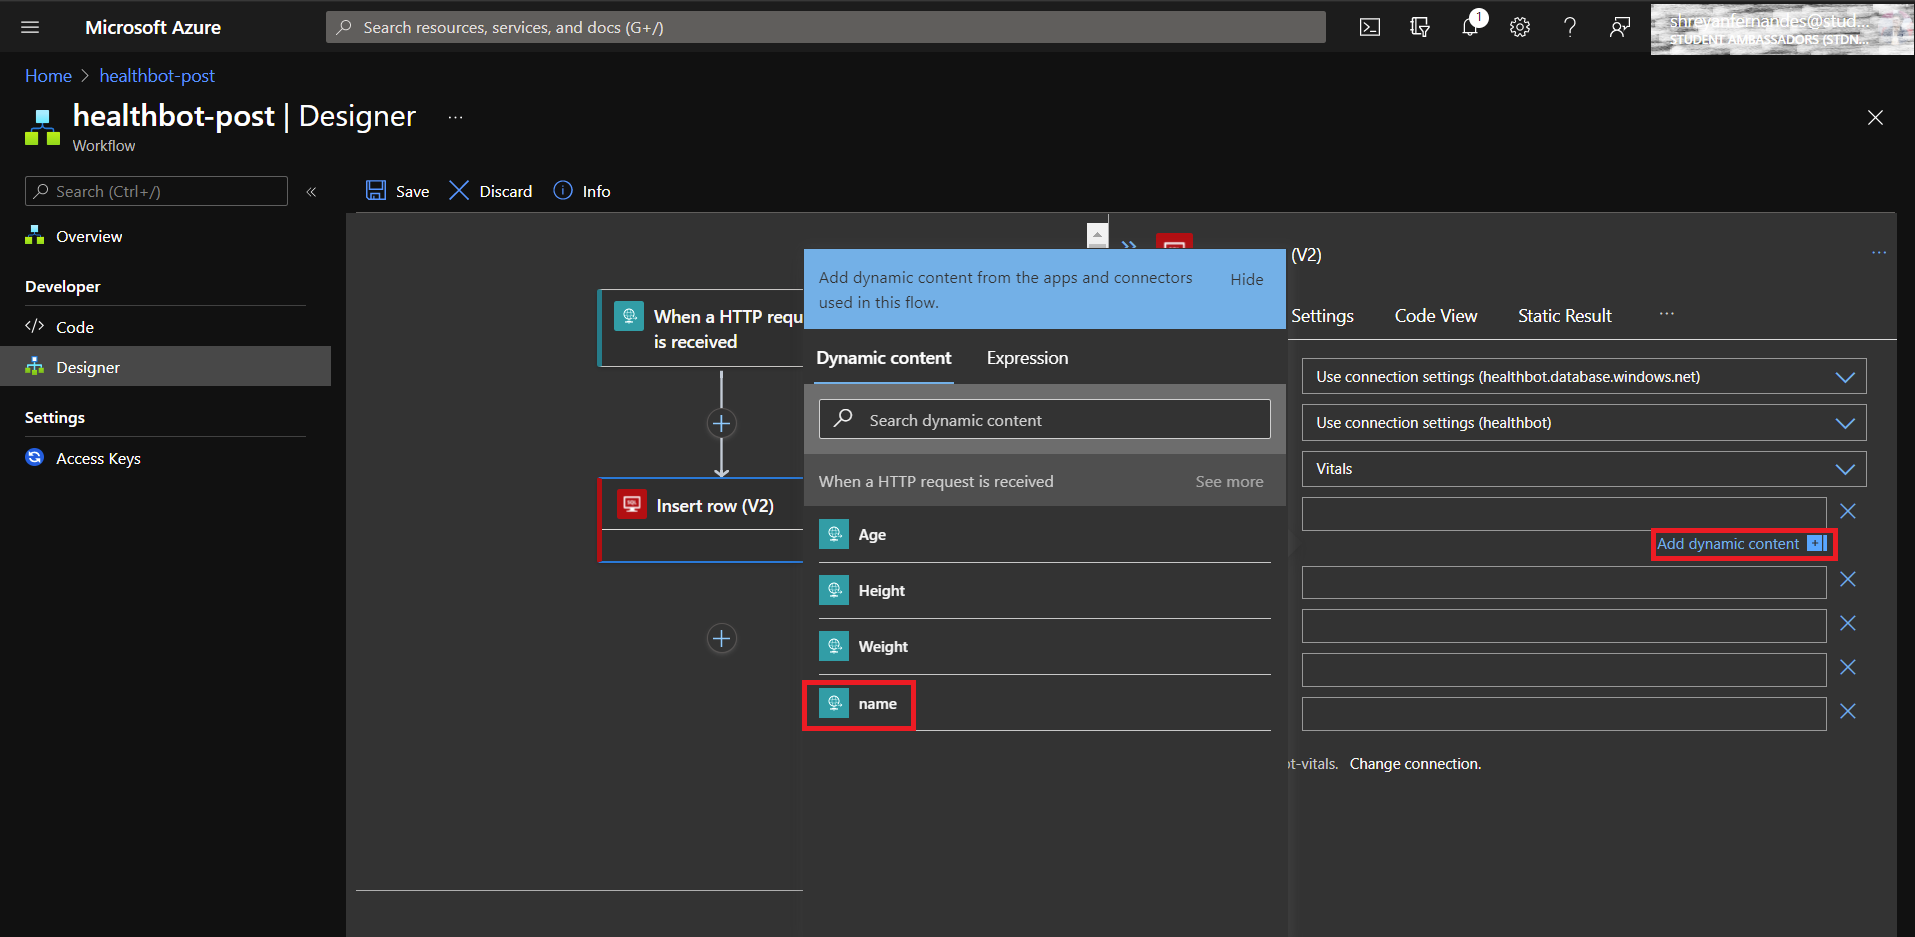 Microsoft Azure
Search resources, services, and docs (G+/)
1
shrevanfernandes@stud...
STUDENT AMBASSADORS (STDN...
Home > healthbot-post
healthbot-post | Designer ...
Workflow
Search (Ctrl+/)
«
Save
Discard
Info
Overview
Developer
Code
Designer
Settings
Access Keys
When a HTTP requ
is received
Insert row (V2)
Add dynamic content from the apps and connectors
used in this flow.
Hide
Dynamic content
Expression
Search dynamic content
When a HTTP request is received
See more
Age
Height
Weight
name
(V2)
...
Settings
Code View
Static Result
...
Use connection settings (healthbot.database.windows.net)
Use connection settings (healthbot)
Vitals
Add dynamic content
ot-vitals. Change connection.